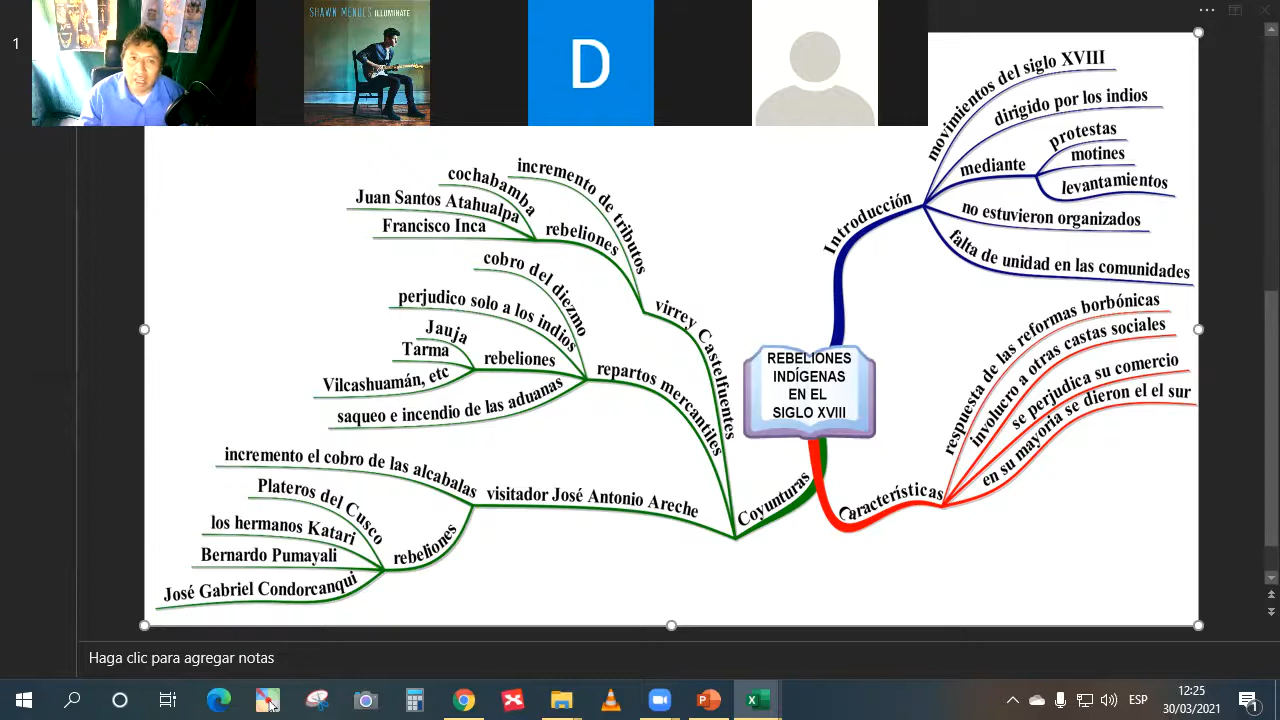 1
SHAWN MENDES ILLUMINATE
D
REBELIONES
INDÍGENAS
EN EL
SIGLO XVIII
Introducción
movimientos del siglo XVIII
dirigido por los indios
mediante
protestas
motines
levantamientos
no estuvieron organizados
falta de unidad en las comunidades
Características
respuesta de las reformas borbónicas
involucro a otras castas sociales
se perjudica su comercio
en su mayoria se dieron el el sur
Coyunturas
virrey Castelfuentes
incremento de tributos
rebeliones
cochabamba
Juan Santos Atahualpa
Francisco Inca
repartos mercantiles
cobro del diezmo
perjudico solo a los indios
rebeliones
Jauja
Tarma
Vilcashuamán, etc
saqueo e incendio de las aduanas
visitador José Antonio Areche
incremento el cobro de las alcabalas
rebeliones
Plateros del Cusco
los hermanos Katari
Bernardo Pumayali
José Gabriel Condorcanqui
Haga clic para agregar notas
ESP
12:25
30/03/2021
1